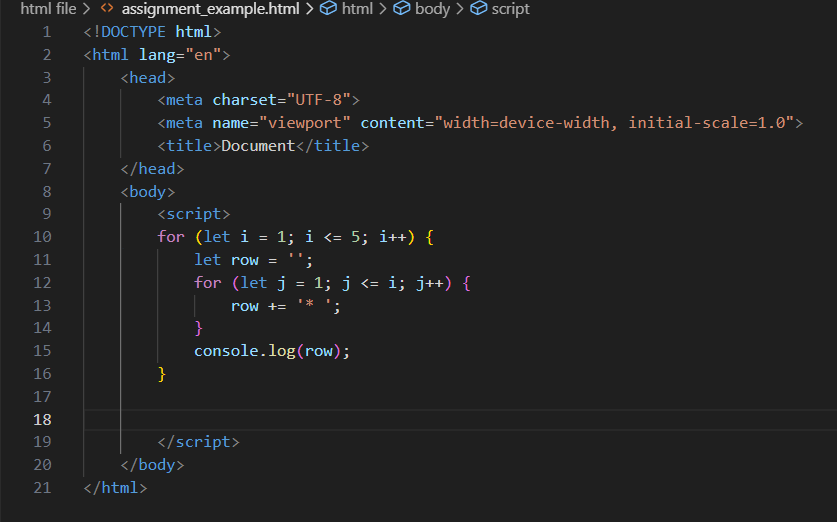 html file > <> assignment_example.html > html > body > script
1 <!DOCTYPE html>
2 <html lang="en">
3     <head>
4         <meta charset="UTF-8">
5         <meta name="viewport" content="width=device-width, initial-scale=1.0">
6         <title>Document</title>
7     </head>
8     <body>
9         <script>
10         for (let i = 1; i <= 5; i++) {
11             let row = '';
12             for (let j = 1; j <= i; j++) {
13                 row += '* ';
14             }
15             console.log(row);
16         }
17
18
19         </script>
20     </body>
21 </html>